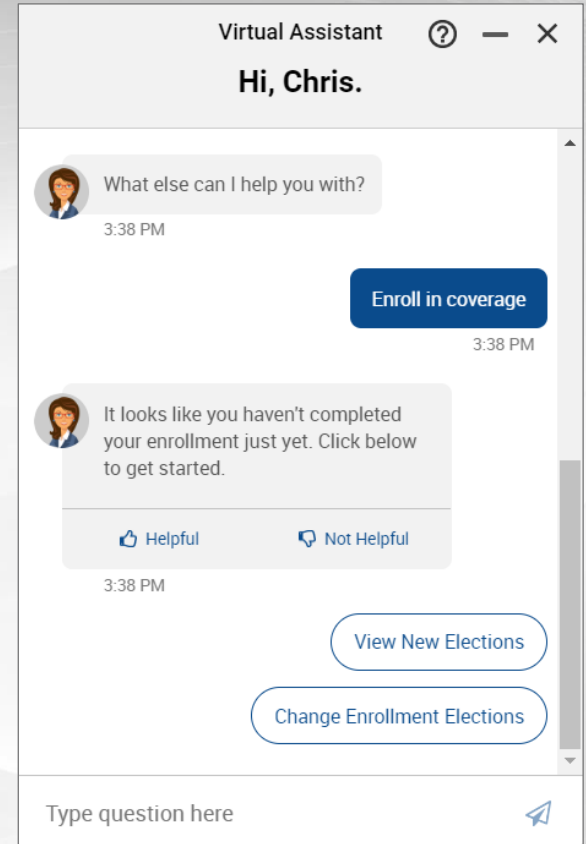 Virtual Assistant
Hi, Chris.
What else can I help you with?
3:38 PM
Enroll in coverage
3:38 PM
It looks like you haven't completed
your enrollment just yet. Click below
to get started.
Helpful
Not Helpful
3:38 PM
View New Elections
Change Enrollment Elections
Type question here